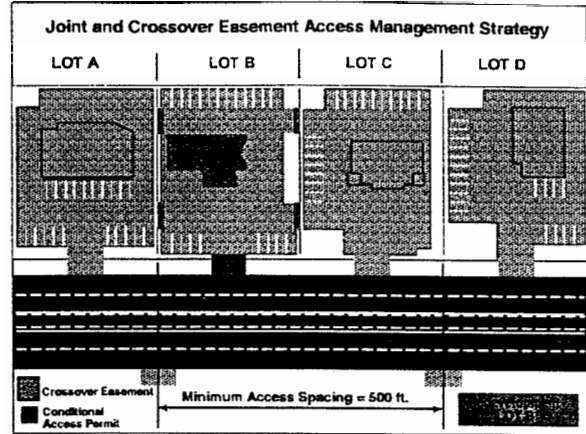 Joint and Crossover Easement Access Management Strategy
LOT A
LOT B
LOT C
LOT D
Crossover Easement
Conditional
Access Permit
Minimum Access Spacing = 500 ft.